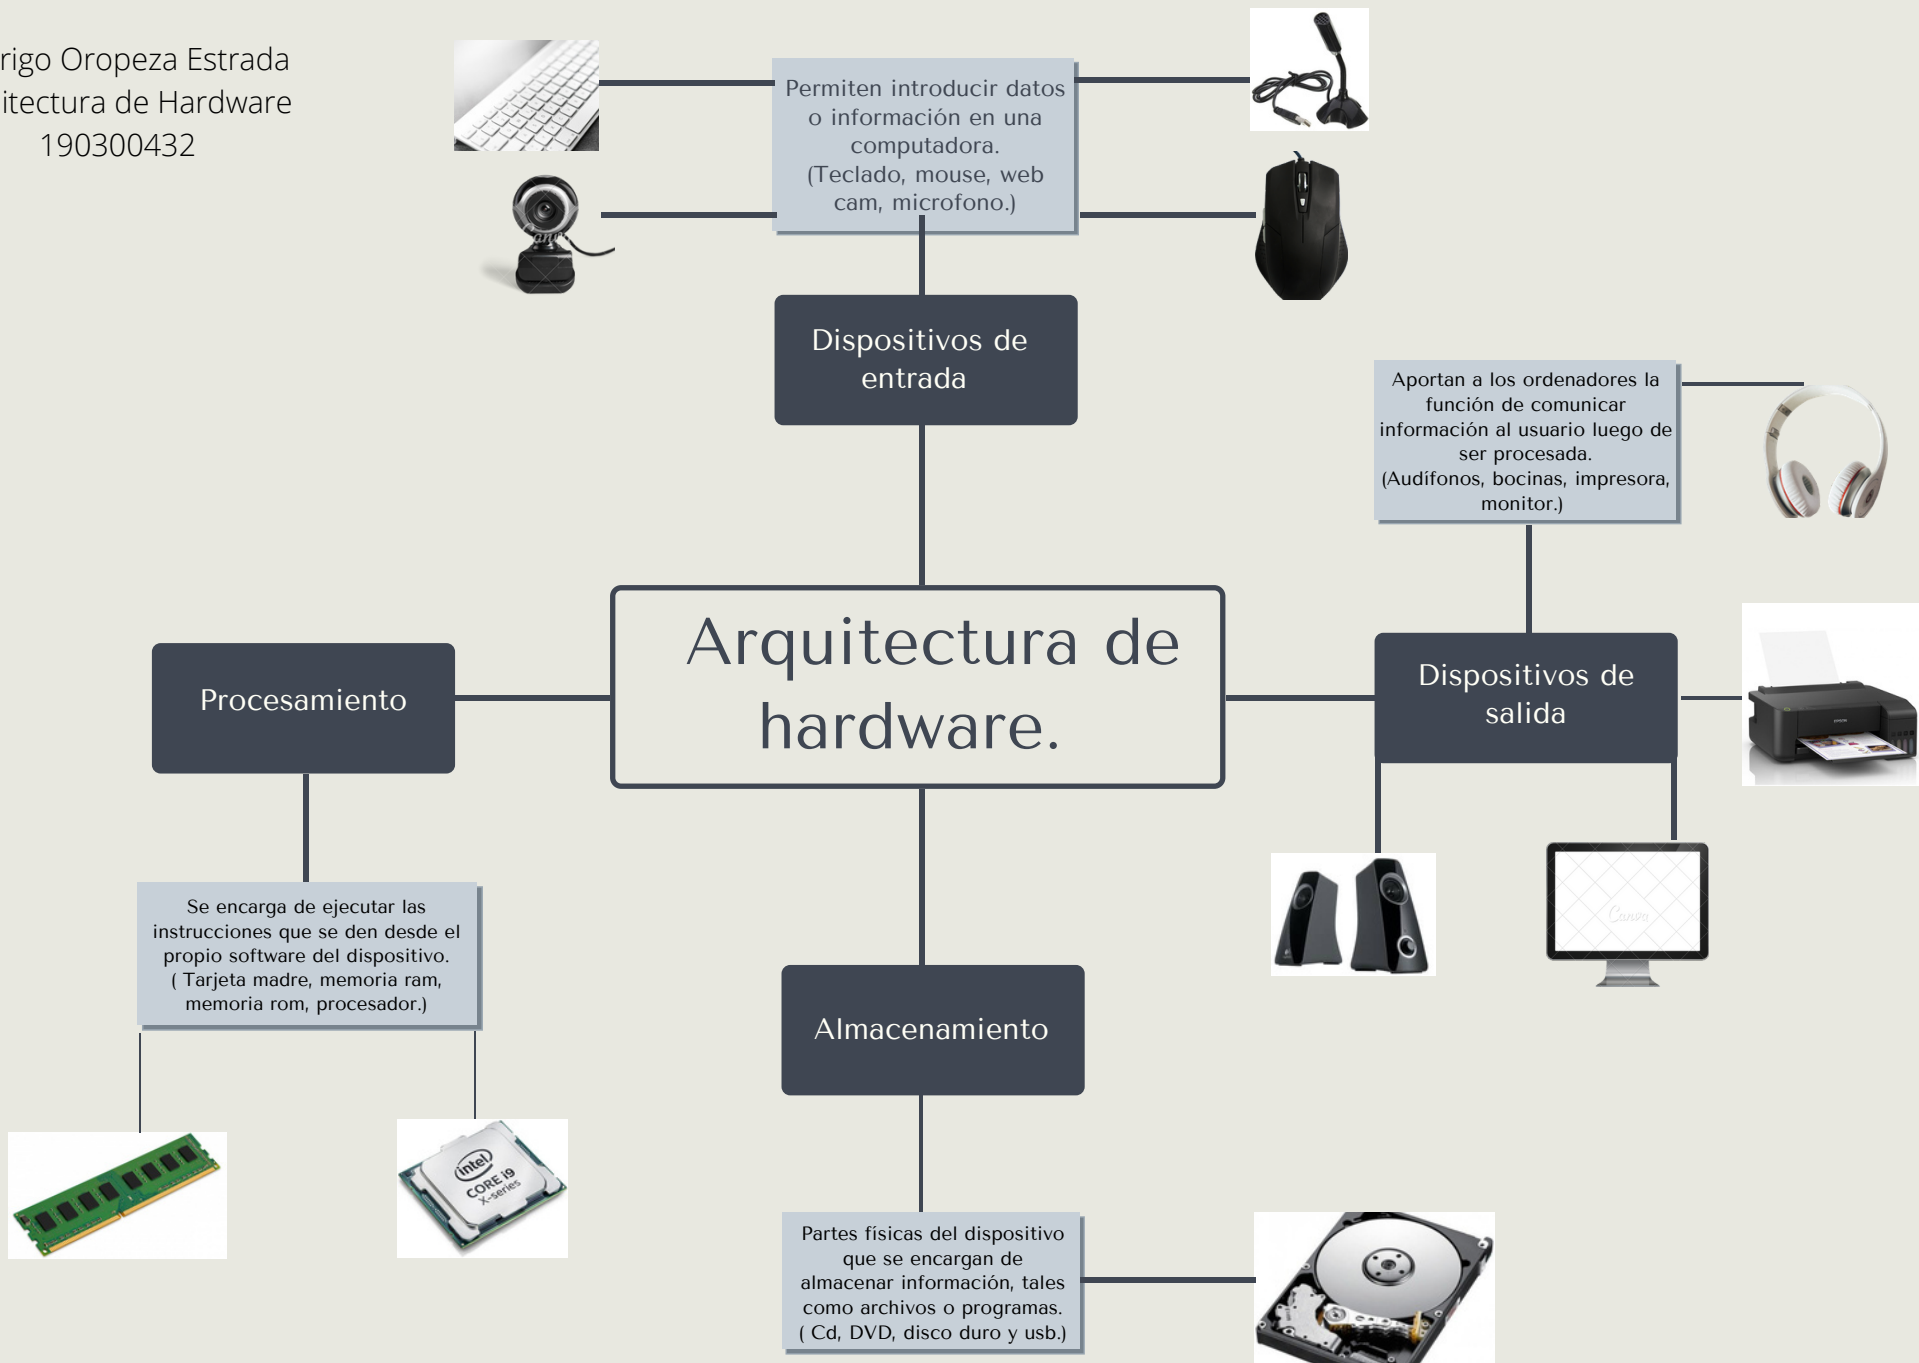 rigo Oropeza Estrada
itectura de Hardware
190300432
Permiten introducir datos
o información en una
computadora.
(Teclado, mouse, web
cam, microfono.)
Dispositivos de
entrada
Aportan a los ordenadores la
función de comunicar
información al usuario luego de
ser procesada.
(Audífonos, bocinas, impresora,
monitor.)
Arquitectura de
hardware.
Procesamiento
Dispositivos de
salida
Se encarga de ejecutar las
instrucciones que se den desde el
propio software del dispositivo.
( Tarjeta madre, memoria ram,
memoria rom, procesador.)
Canva
Almacenamiento
intel
CORE i9
X-series
Partes físicas del dispositivo
que se encargan de
almacenar información, tales
como archivos o programas.
( Cd, DVD, disco duro y usb.)